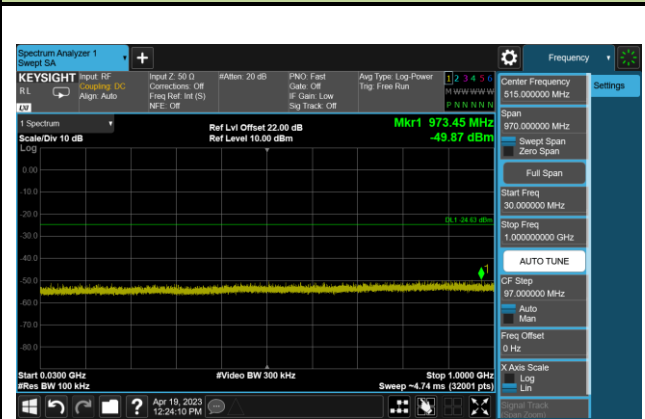 Spectrum Analyzer 1
Swept SA
Frequency
KEYSIGHT
RL
Input: RF
Coupling: DC
Align: Auto
Input Z: 50 Ω
Corrections: Off
Freq Ref: Int (S)
NFE: Off
#Atten: 20 dB
PNO: Fast
Gate: Off
IF Gain: Low
Sig Track: Off
Avg Type: Log-Power
Trig: Free Run
1 2 3 4 5 6
M W W W W W
P N N N N N
Center Frequency
515.000000 MHz
Settings
1 Spectrum
Scale/Div 10 dB
Log
Ref Lvl Offset 22.00 dB
Ref Level 10.00 dBm
Mkr1 973.45 MHz
-49.87 dBm
0.00
-10.0
-20.0
-30.0
-40.0
-50.0
-60.0
-70.0
-80.0
DL1 -24.63 dBm
1
Span
970.000000 MHz
Swept Span
Zero Span
Full Span
Start Freq
30.000000 MHz
Stop Freq
1.000000000 GHz
AUTO TUNE
CF Step
97.000000 MHz
Auto
Man
Freq Offset
0 Hz
X Axis Scale
Log
Lin
Signal Track
(Span Zoom)
Start 0.0300 GHz
#Res BW 100 kHz
#Video BW 300 kHz
Stop 1.0000 GHz
Sweep ~4.74 ms (32001 pts)
?
Apr 19, 2023
12:24:10 PM